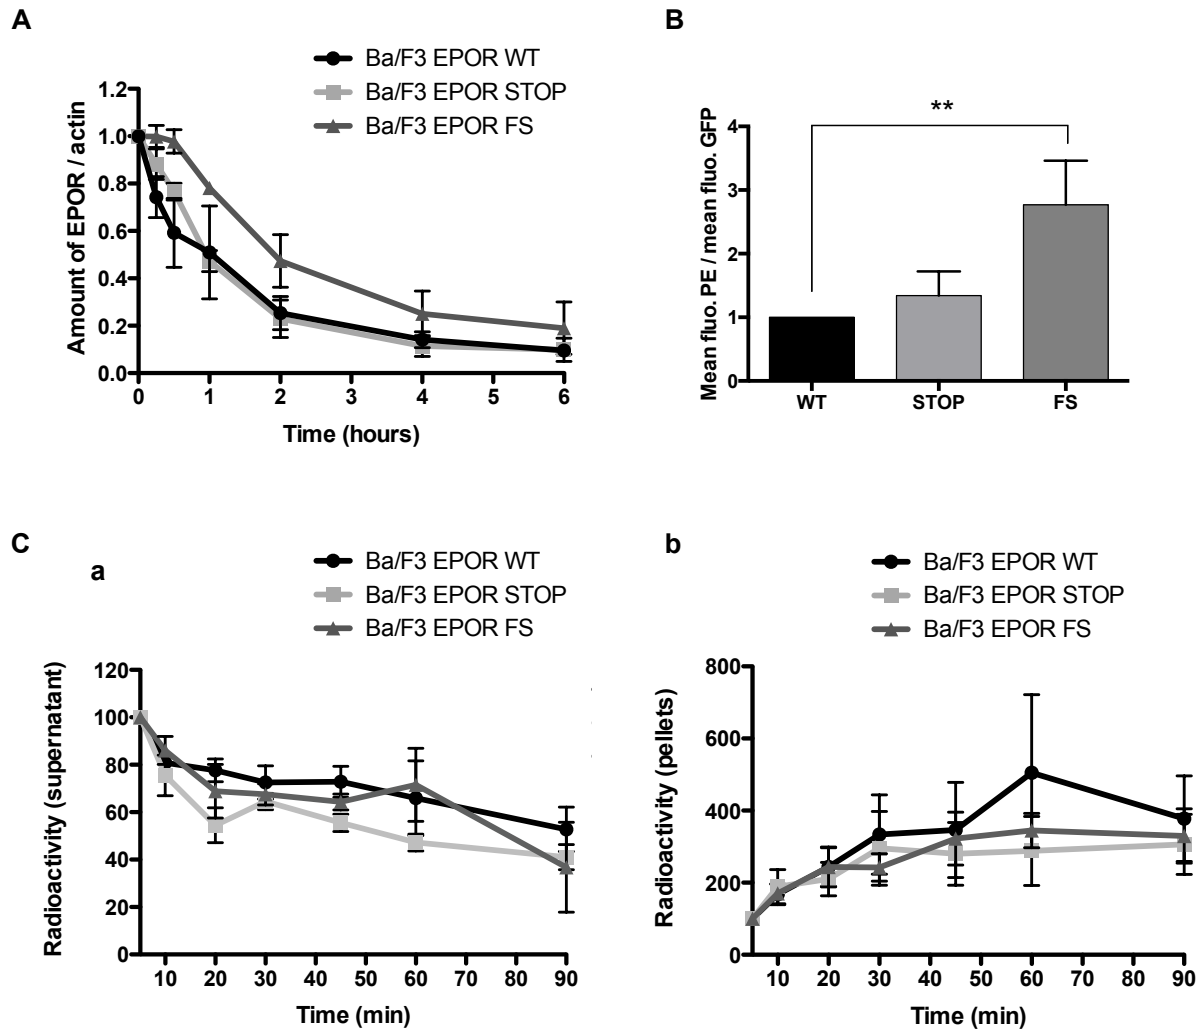 A
Ba/F3 EPOR WT
Ba/F3 EPOR STOP
Ba/F3 EPOR FS
Amount of EPOR / actin
1.2
1.0
0.8
0.6
0.4
0.2
0.0
0 1 2 3 4 5 6
Time (hours)
B
**
Mean fluo. PE / mean fluo. GFP
4
3
2
1
0
WT STOP FS
C
a
Ba/F3 EPOR WT
Ba/F3 EPOR STOP
Ba/F3 EPOR FS
Radioactivity (supernatant)
120
100
80
60
40
20
0
10 20 30 40 50 60 70 80 90
Time (min)
b
Ba/F3 EPOR WT
Ba/F3 EPOR STOP
Ba/F3 EPOR FS
Radioactivity (pellets)
800
600
400
200
0
10 20 30 40 50 60 70 80 90
Time (min)